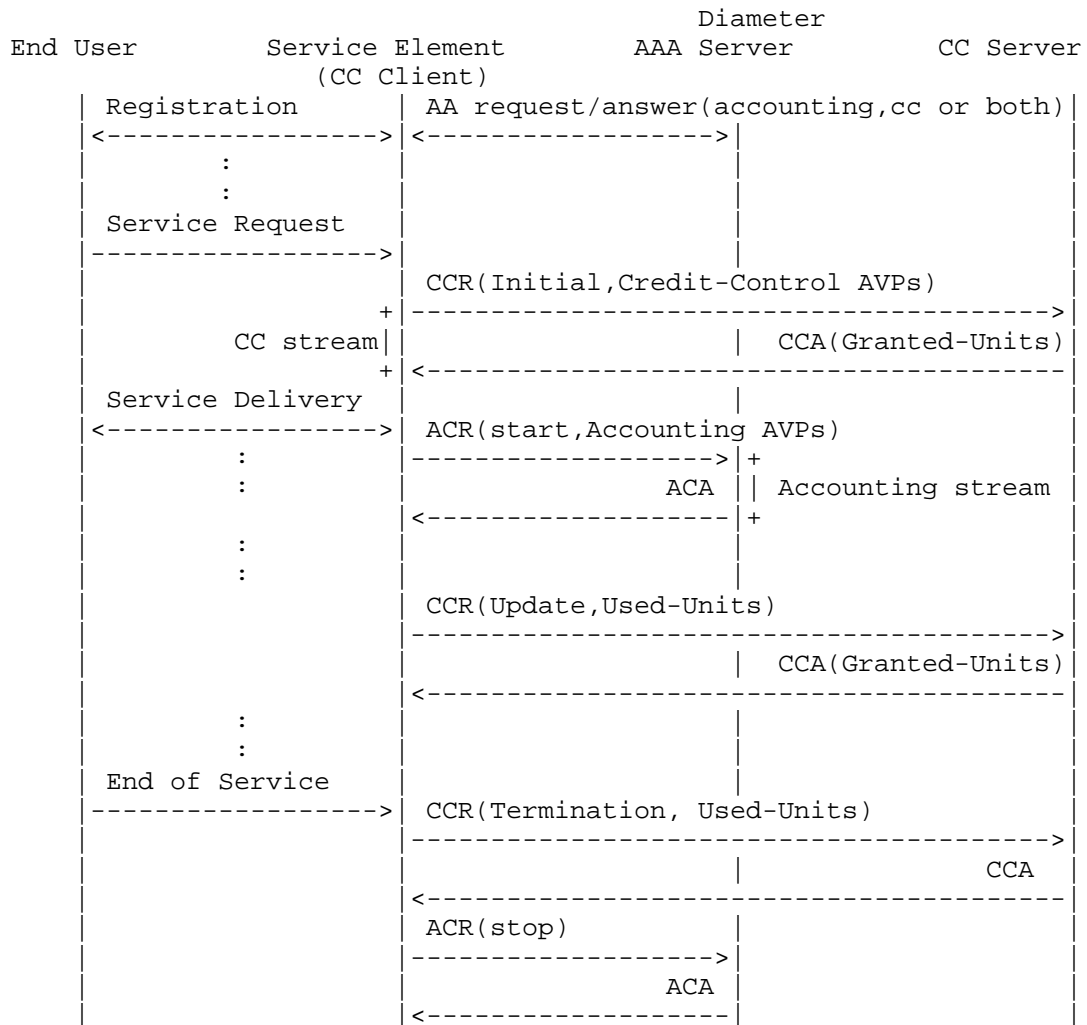 Diameter
End User Service Element AAA Server CC Server
(CC Client)
Registration AA request/answer(accounting,cc or both)
:
:
Service Request
CCR(Initial,Credit-Control AVPs)
CC stream CCA(Granted-Units)
Service Delivery
ACR(start,Accounting AVPs)
:
: ACA Accounting stream
:
:
CCR(Update,Used-Units)
CCA(Granted-Units)
:
:
End of Service
CCR(Termination, Used-Units)
CCA
ACR(stop)
ACA